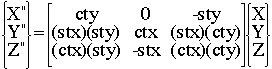 X" cty 0 -sty X
Y" = (stx)(sty) ctx (stx)(cty) Y
Z" (ctx)(sty) -stx (ctx)(cty) Z